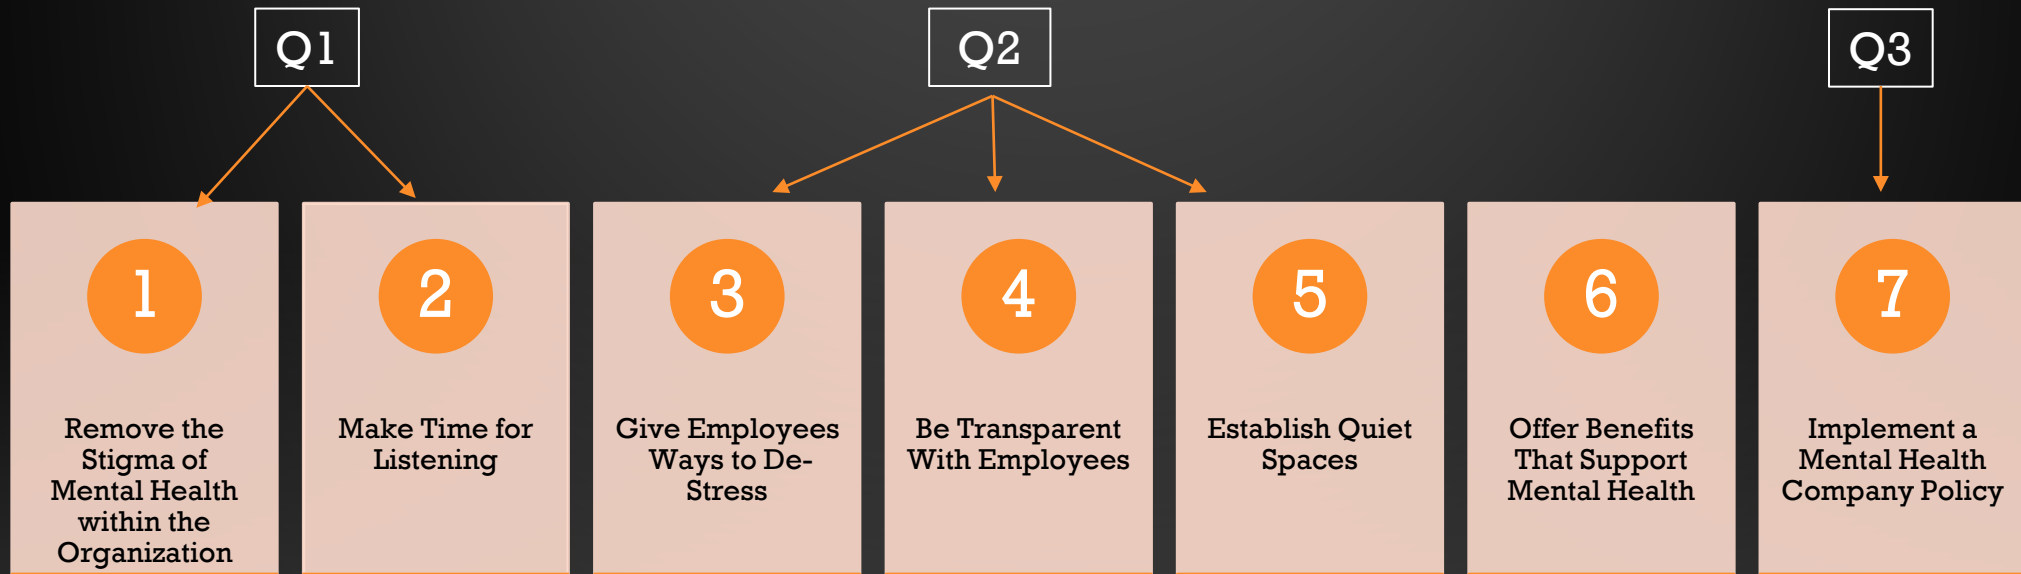 Q1
Q2
Q3
1
2
3
4
5
6
7
Remove the
Stigma of
Mental Health
within the
Organization
Make Time for
Listening
Give Employees
Ways to De-
Stress
Be Transparent
With Employees
Establish Quiet
Spaces
Offer Benefits
That Support
Mental Health
Implement a
Mental Health
Company Policy